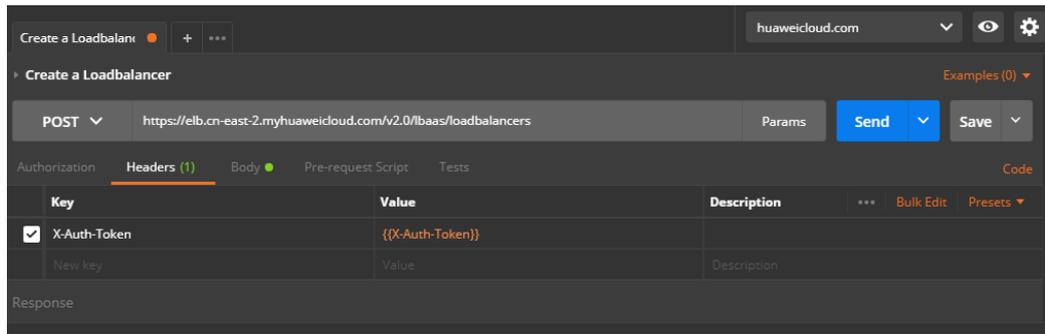 Create a Loadbalanc
+ •••
huaweicloud.com
Create a Loadbalancer
Examples (0)
POST https://elb.cn-east-2.myhuaweicloud.com/v2.0/lbaas/loadbalancers Params Send Save
Authorization Headers (1) Body Pre-request Script Tests Code
Key Value Description ••• Bulk Edit Presets
X-Auth-Token {{X-Auth-Token}}
New key Value Description
Response